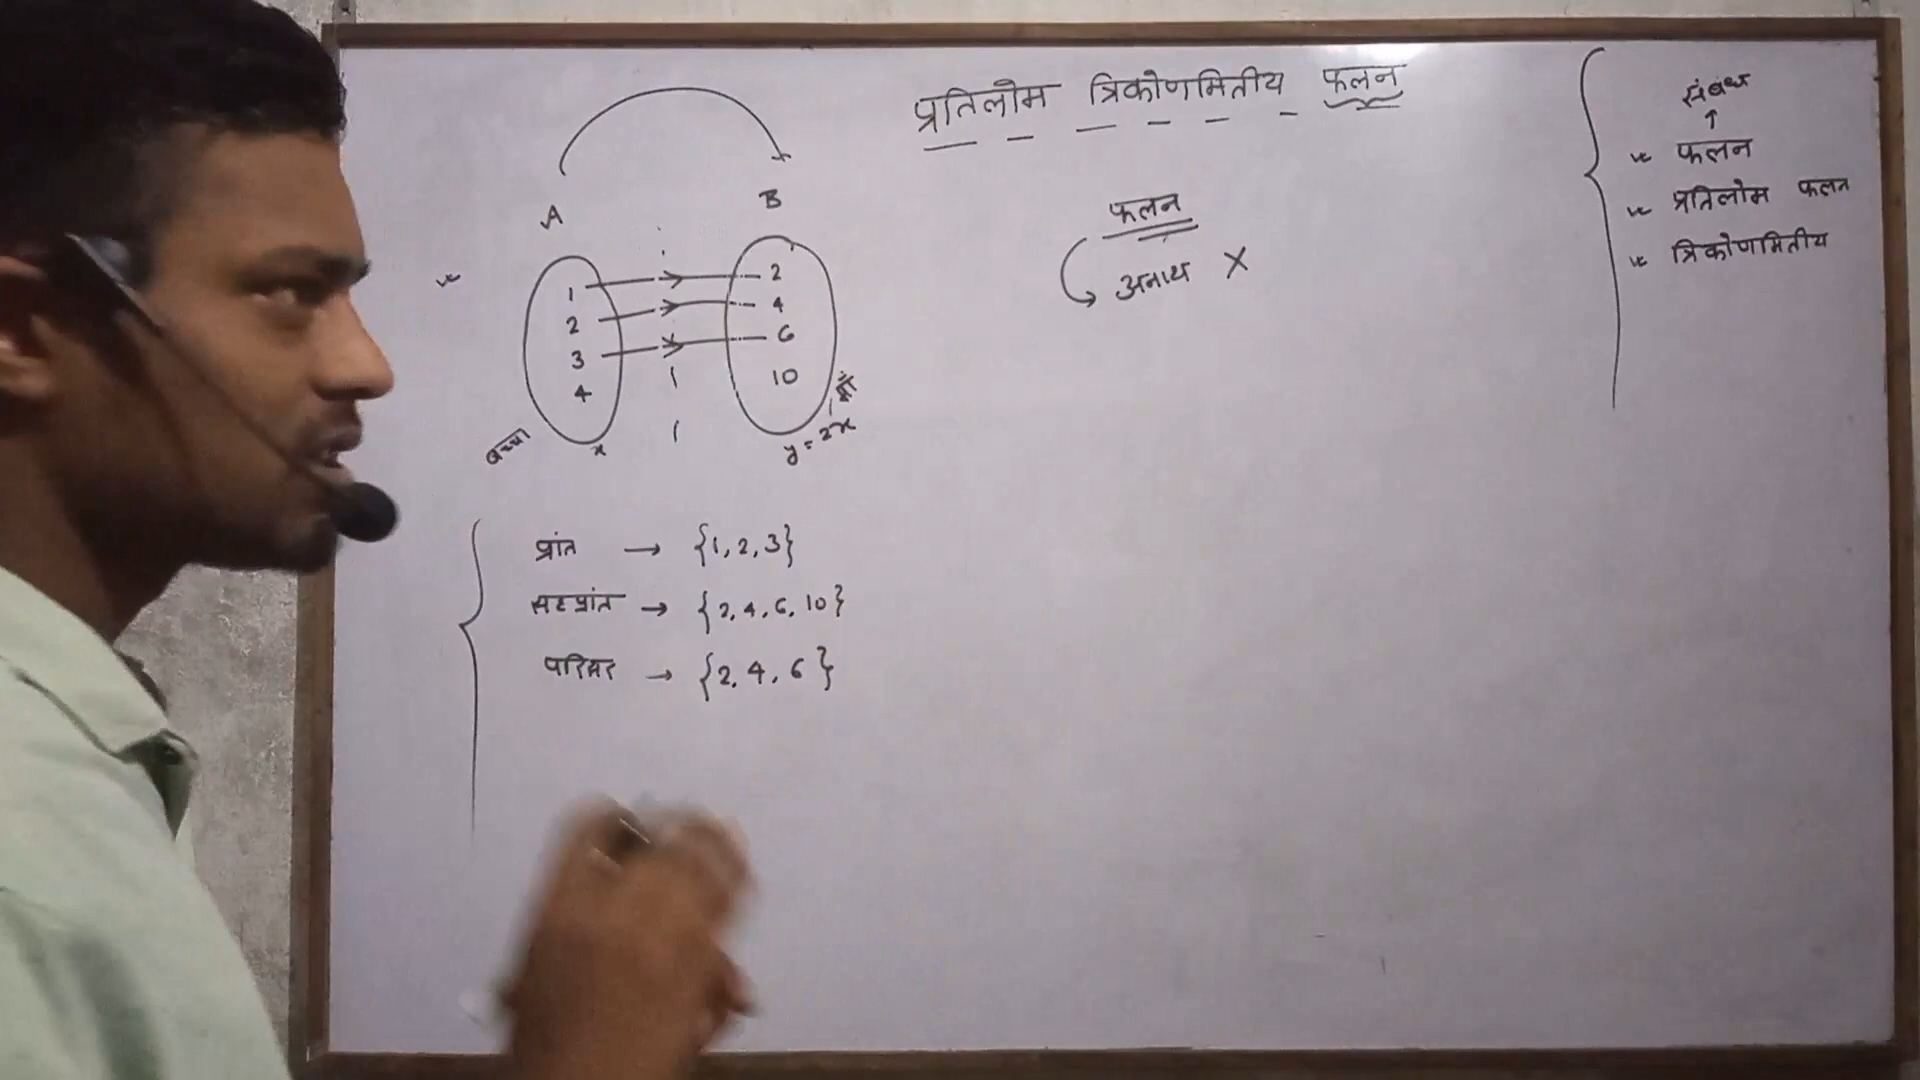 प्रतिलोम त्रिकोणमितीय फलन
A
B
1
2
3
4
2
4
6
10
बच्चा
x
माँ
y = 2x
प्रांत → {1, 2, 3}
सहप्रांत → {2, 4, 6, 10}
परिसर → {2, 4, 6}
फलन
अनाथ X
संबंध
↑
फलन
प्रतिलोम फलन
त्रिकोणमितीय